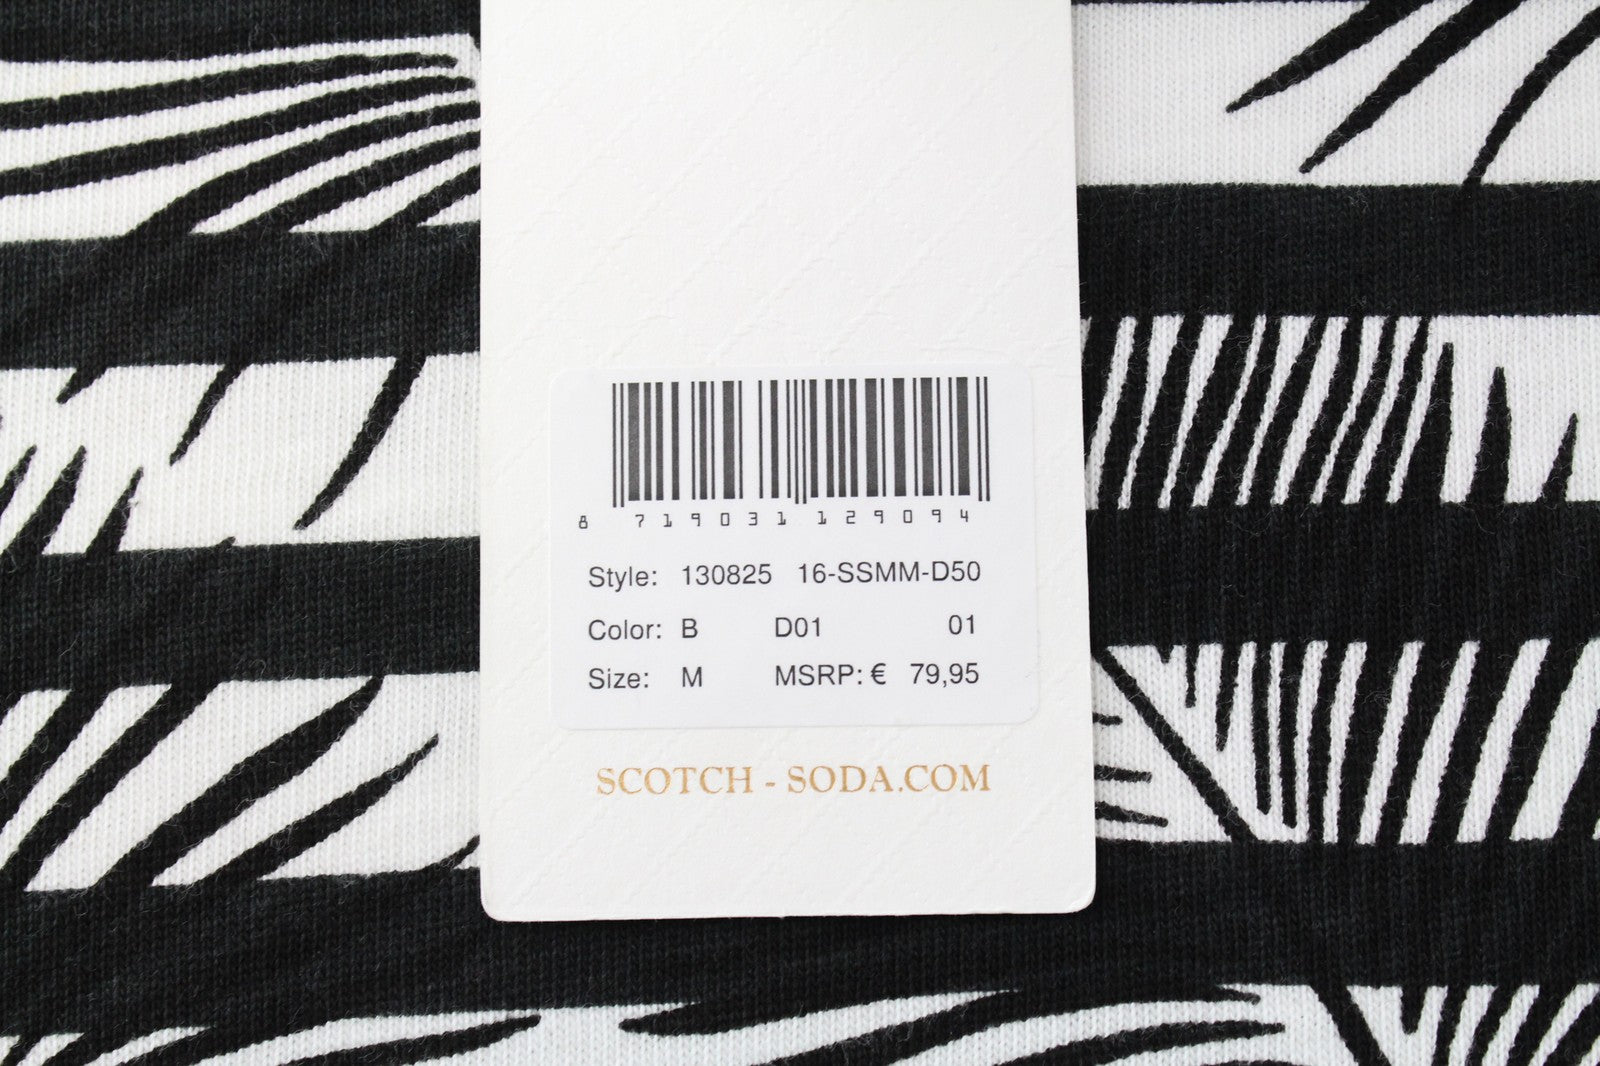 8 719031 129094
Style: 130825 16-SSMM-D50
Color: B D01 01
Size: M MSRP: € 79,95
SCOTCH - SODA.COM